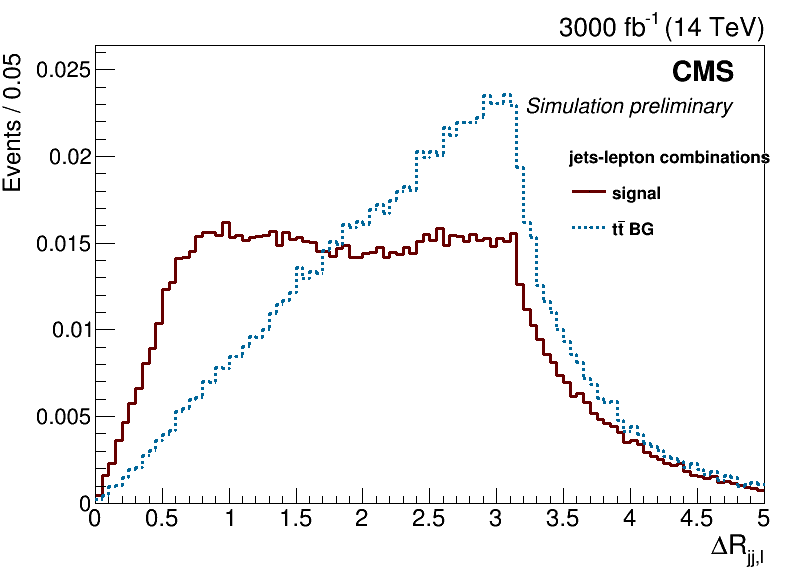 3000 fb⁻¹ (14 TeV)
Events / 0.05
CMS
Simulation preliminary
jets-lepton combinations
signal
tt̄ BG
0.025
0.02
0.015
0.01
0.005
0
0 0.5 1 1.5 2 2.5 3 3.5 4 4.5 5
ΔR_jj,l